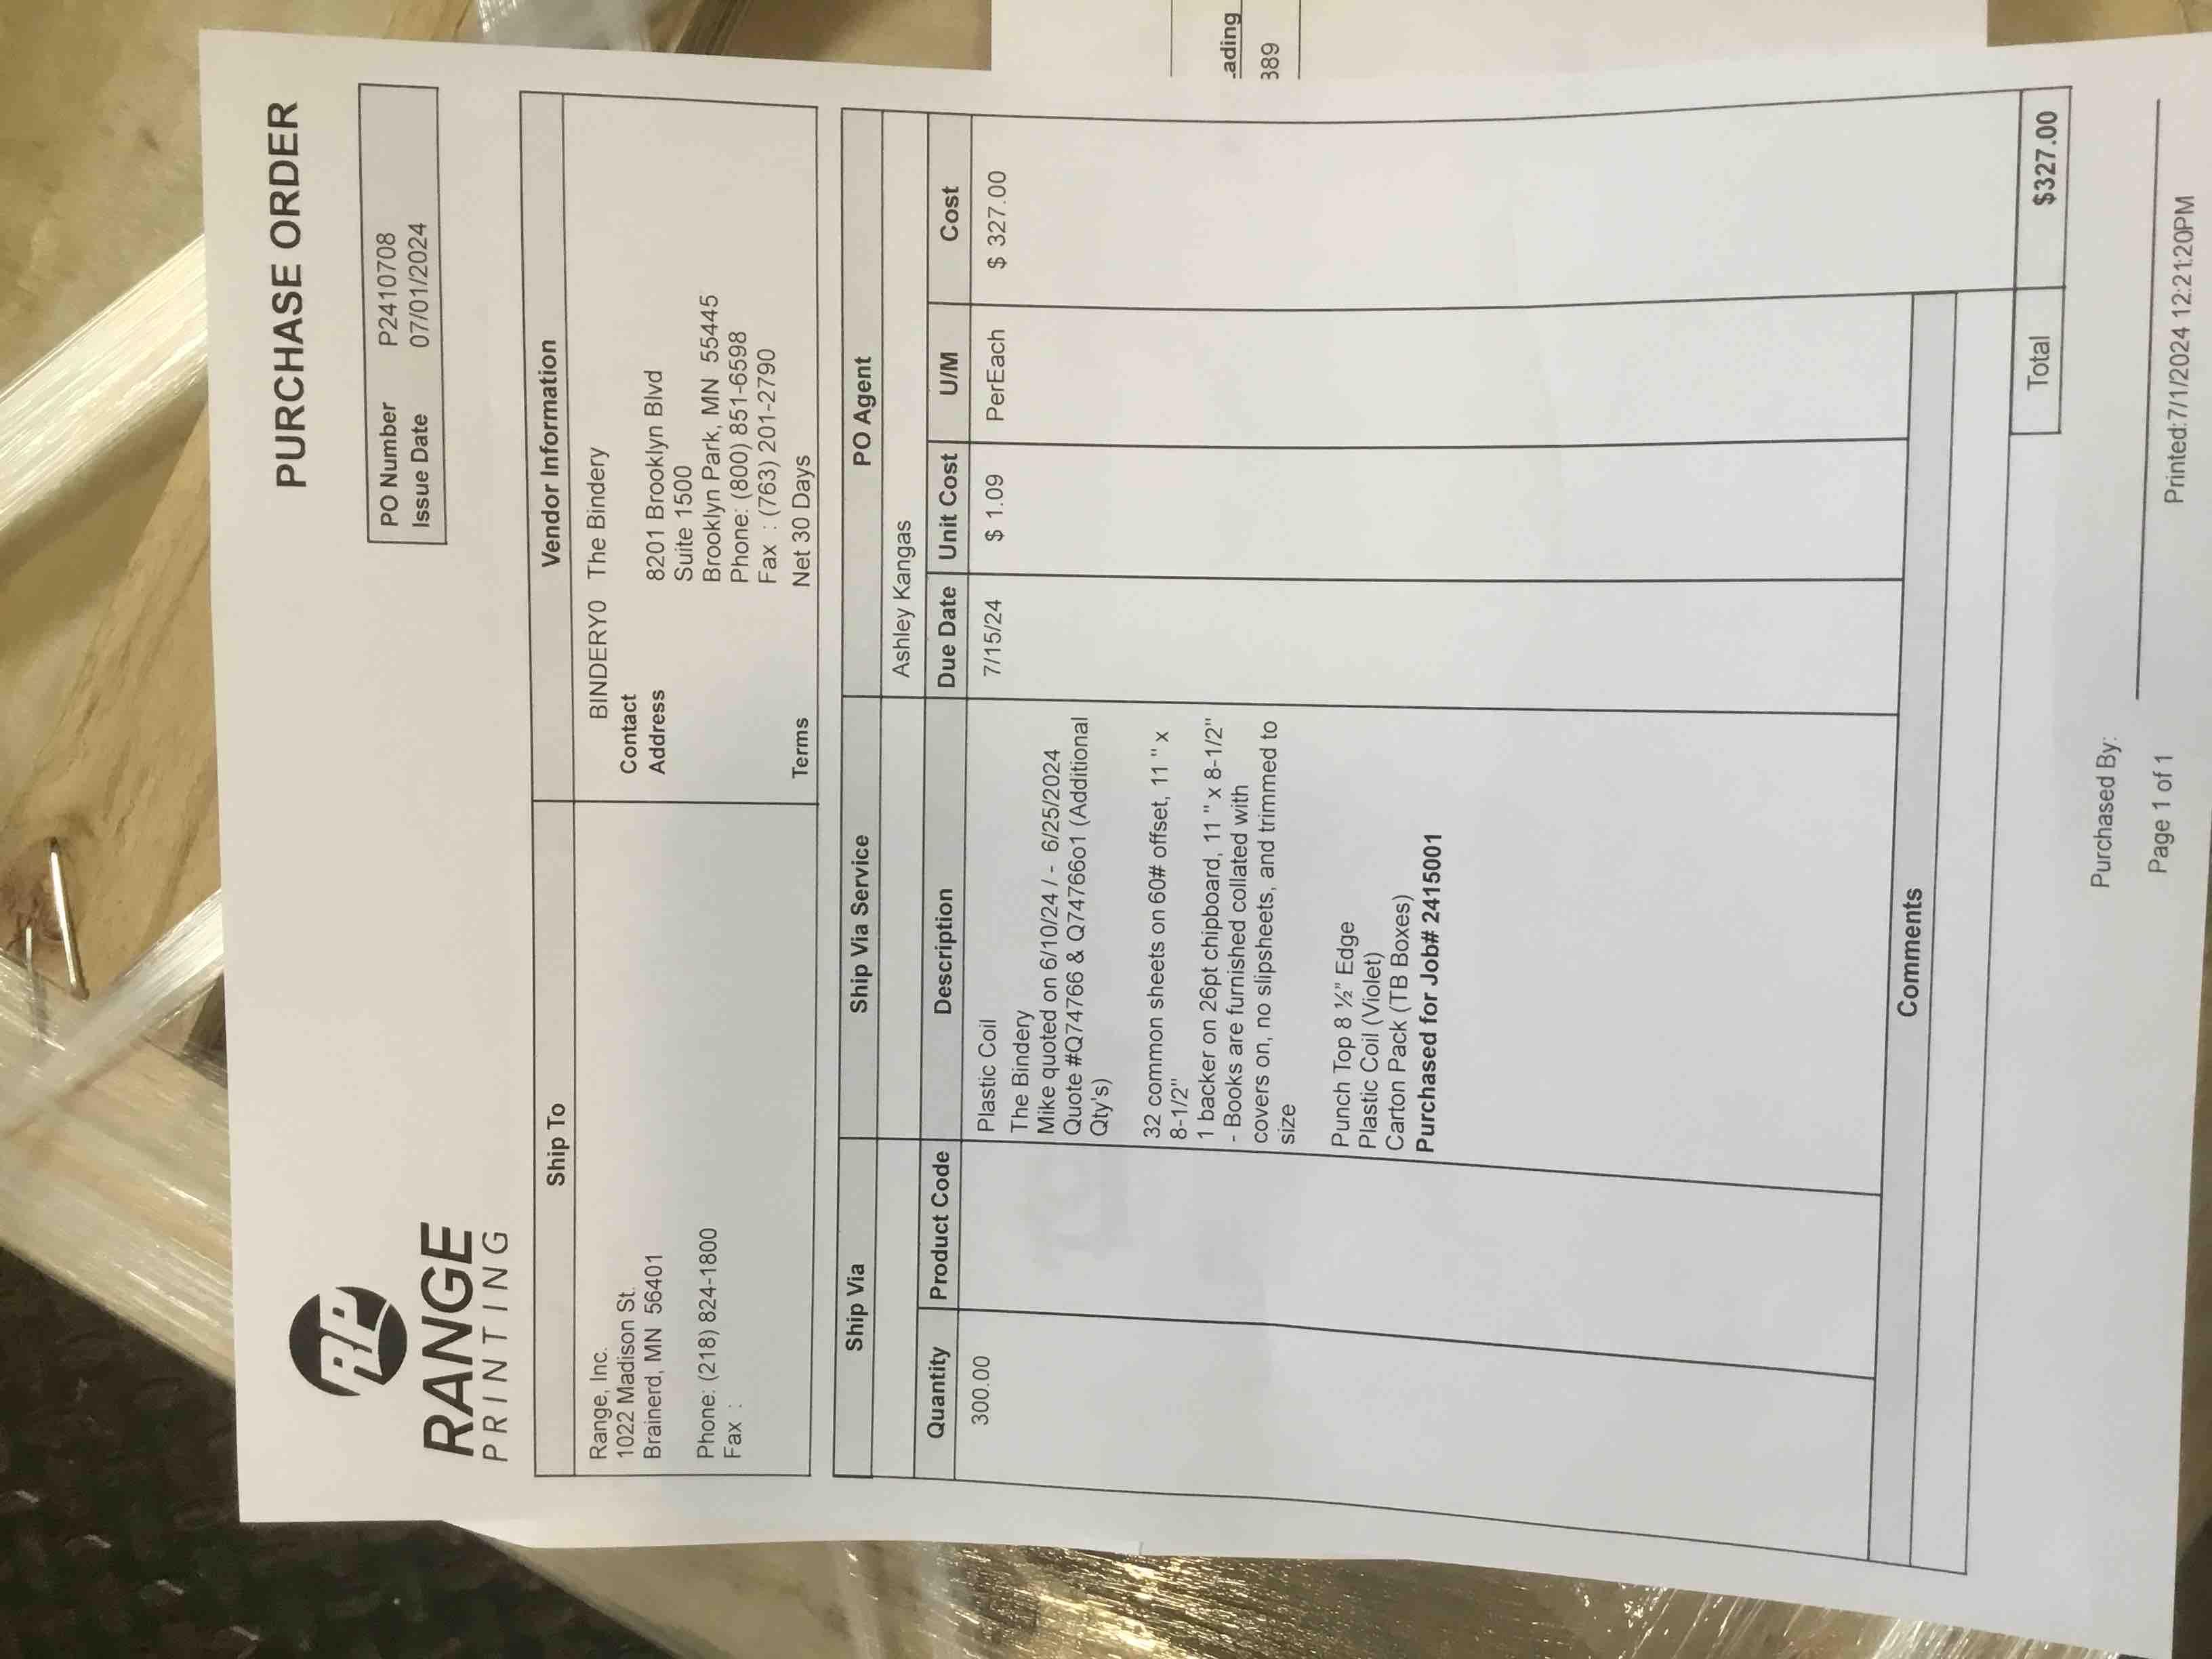 RP
RANGE
PRINTING
PURCHASE ORDER
PO Number P2410708
Issue Date 07/01/2024
Ship To
Range, Inc.
1022 Madison St.
Brainerd, MN 56401
Phone: (218) 824-1800
Fax :
Vendor Information
BINDERY0 The Bindery
Contact
Address 8201 Brooklyn Blvd
Suite 1500
Brooklyn Park, MN 55445
Phone: (800) 851-6598
Fax : (763) 201-2790
Terms Net 30 Days
Ship Via Ship Via Service PO Agent
Ashley Kangas
Quantity Product Code Description Due Date Unit Cost U/M Cost
300.00 Plastic Coil 7/15/24 $ 1.09 PerEach $ 327.00
The Bindery
Mike quoted on 6/10/24 / - 6/25/2024
Quote #Q74766 & Q74766o1 (Additional
Qty's)
32 common sheets on 60# offset, 11 " x
8-1/2"
1 backer on 26pt chipboard, 11 " x 8-1/2"
- Books are furnished collated with
covers on, no slipsheets, and trimmed to
size
Punch Top 8 ½” Edge
Plastic Coil (Violet)
Carton Pack (TB Boxes)
Purchased for Job# 2415001
Comments
Total $327.00
Purchased By:
Page 1 of 1 Printed:7/1/2024 12:21:20PM
ading
389